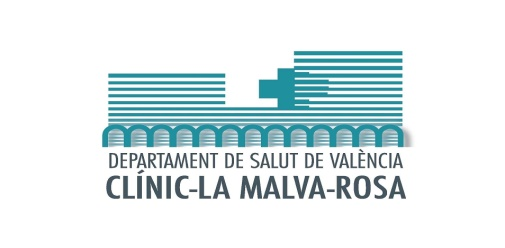 DEPARTAMENT DE SALUT DE VALÈNCIA
CLÍNIC-LA MALVA-ROSA